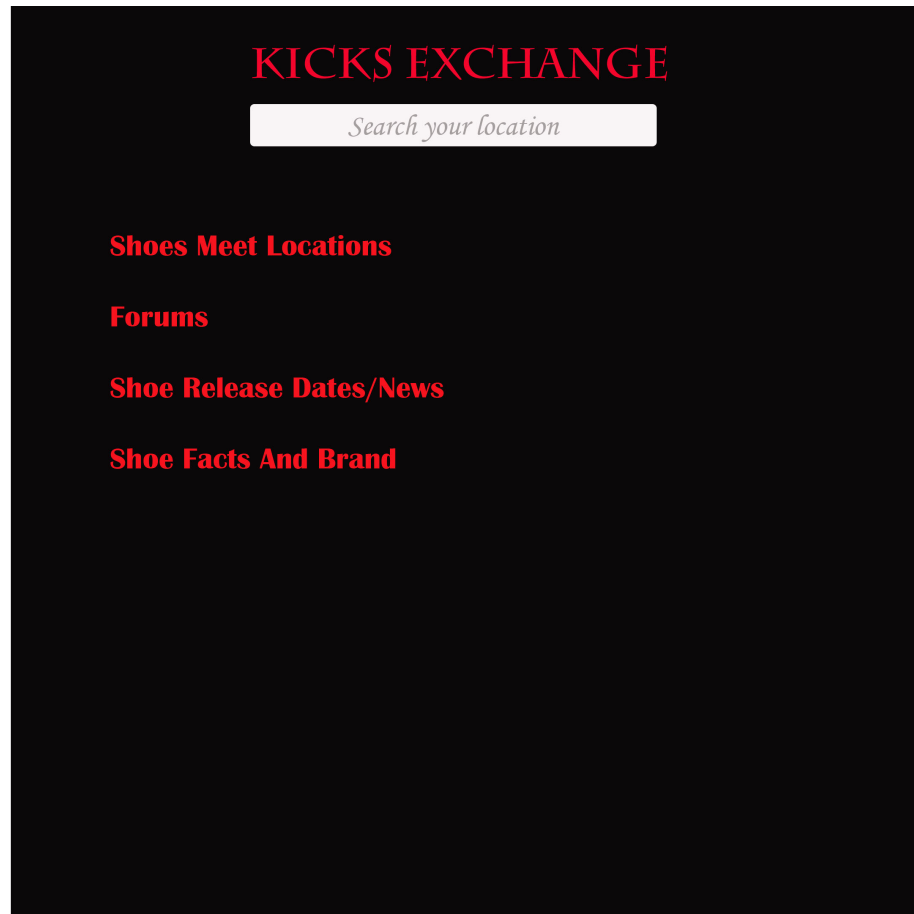 KICKS EXCHANGE
Search your location
Shoes Meet Locations
Forums
Shoe Release Dates/News
Shoe Facts And Brand